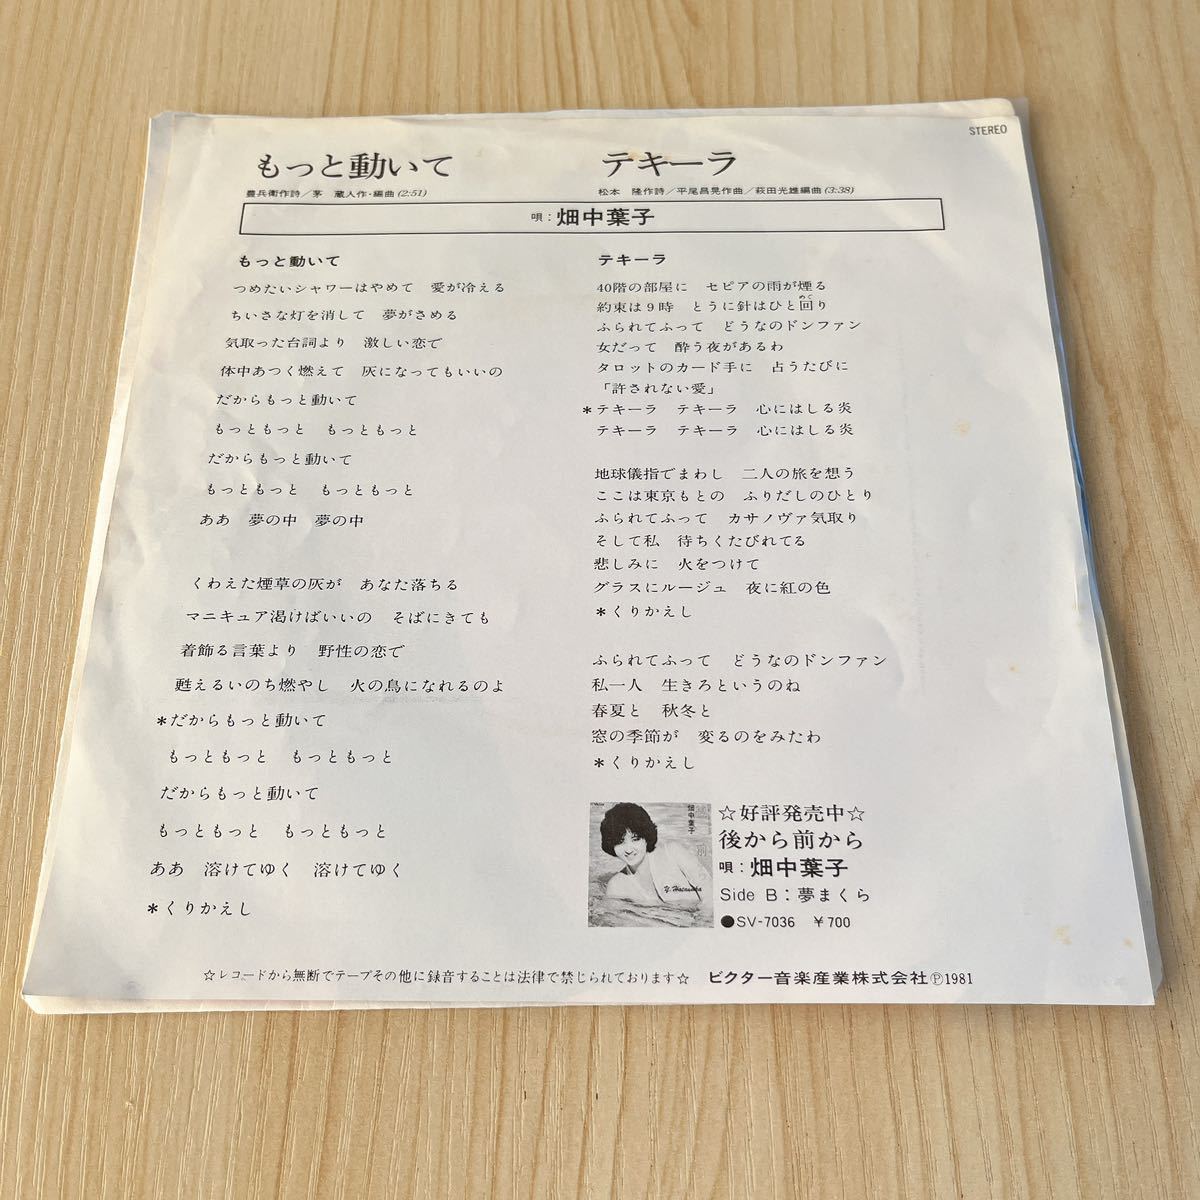 STEREO
もっと動いて
豊兵衛作詩/茅 蔵人作・編曲(2:51)
テキーラ
松本 隆作詩/平尾昌晃作曲/萩田光雄編曲(3:38)
唄:畑中葉子
もっと動いて
つめたいシャワーはやめて 愛が冷える
ちいさな灯を消して 夢がさめる
気取った台詞より 激しい恋で
体中あつく燃えて 灰になってもいいの
だからもっと動いて
もっともっと もっともっと
だからもっと動いて
もっともっと もっともっと
ああ 夢の中 夢の中
くわえた煙草の灰が あなた落ちる
マニキュア渇けばいいの そばにきても
着飾る言葉より 野性の恋で
甦えるいのち燃やし 火の鳥になれるのよ
*だからもっと動いて
もっともっと もっともっと
だからもっと動いて
もっともっと もっともっと
ああ 溶けてゆく 溶けてゆく
*くりかえし
テキーラ
40階の部屋に セピアの雨が煙る
約束は9時 とうに針はひと回り
ふられてふって どうなのドンファン
女だって 酔う夜があるわ
タロットのカード手に 占うたびに
「許されない愛」
*テキーラ テキーラ 心にはしる炎
テキーラ テキーラ 心にはしる炎
地球儀指でまわし 二人の旅を想う
ここは東京もとの ふりだしのひとり
ふられてふって カサノヴァ気取り
そして私 待ちくたびれてる
悲しみに 火をつけて
グラスにルージュ 夜に紅の色
*くりかえし
ふられてふって どうなのドンファン
私一人 生きろというのね
春夏と 秋冬と
窓の季節が 変るのをみたわ
*くりかえし
畑中葉子
Y. Hatanaka
☆好評発売中☆
後から前から
唄:畑中葉子
Side B:夢まくら
●SV-7036 ¥700
☆レコードから無断でテープその他に録音することは法律で禁じられております☆ ビクター音楽産業株式会社Ⓟ1981